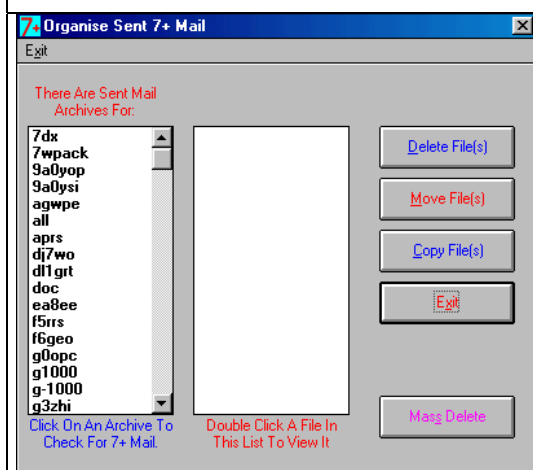 7+ Organise Sent 7+ Mail
Exit
There Are Sent Mail
Archives For:
7dx
7wpack
9a0yop
9a0ysi
agwpe
all
aprs
dj7wo
dl1grt
doc
ea8ee
f5rrs
f6geo
g0opc
g1000
g-1000
g3zhi
Click On An Archive To
Check For 7+ Mail.
Double Click A File In
This List To View It
Delete File(s)
Move File(s)
Copy File(s)
Exit
Mass Delete